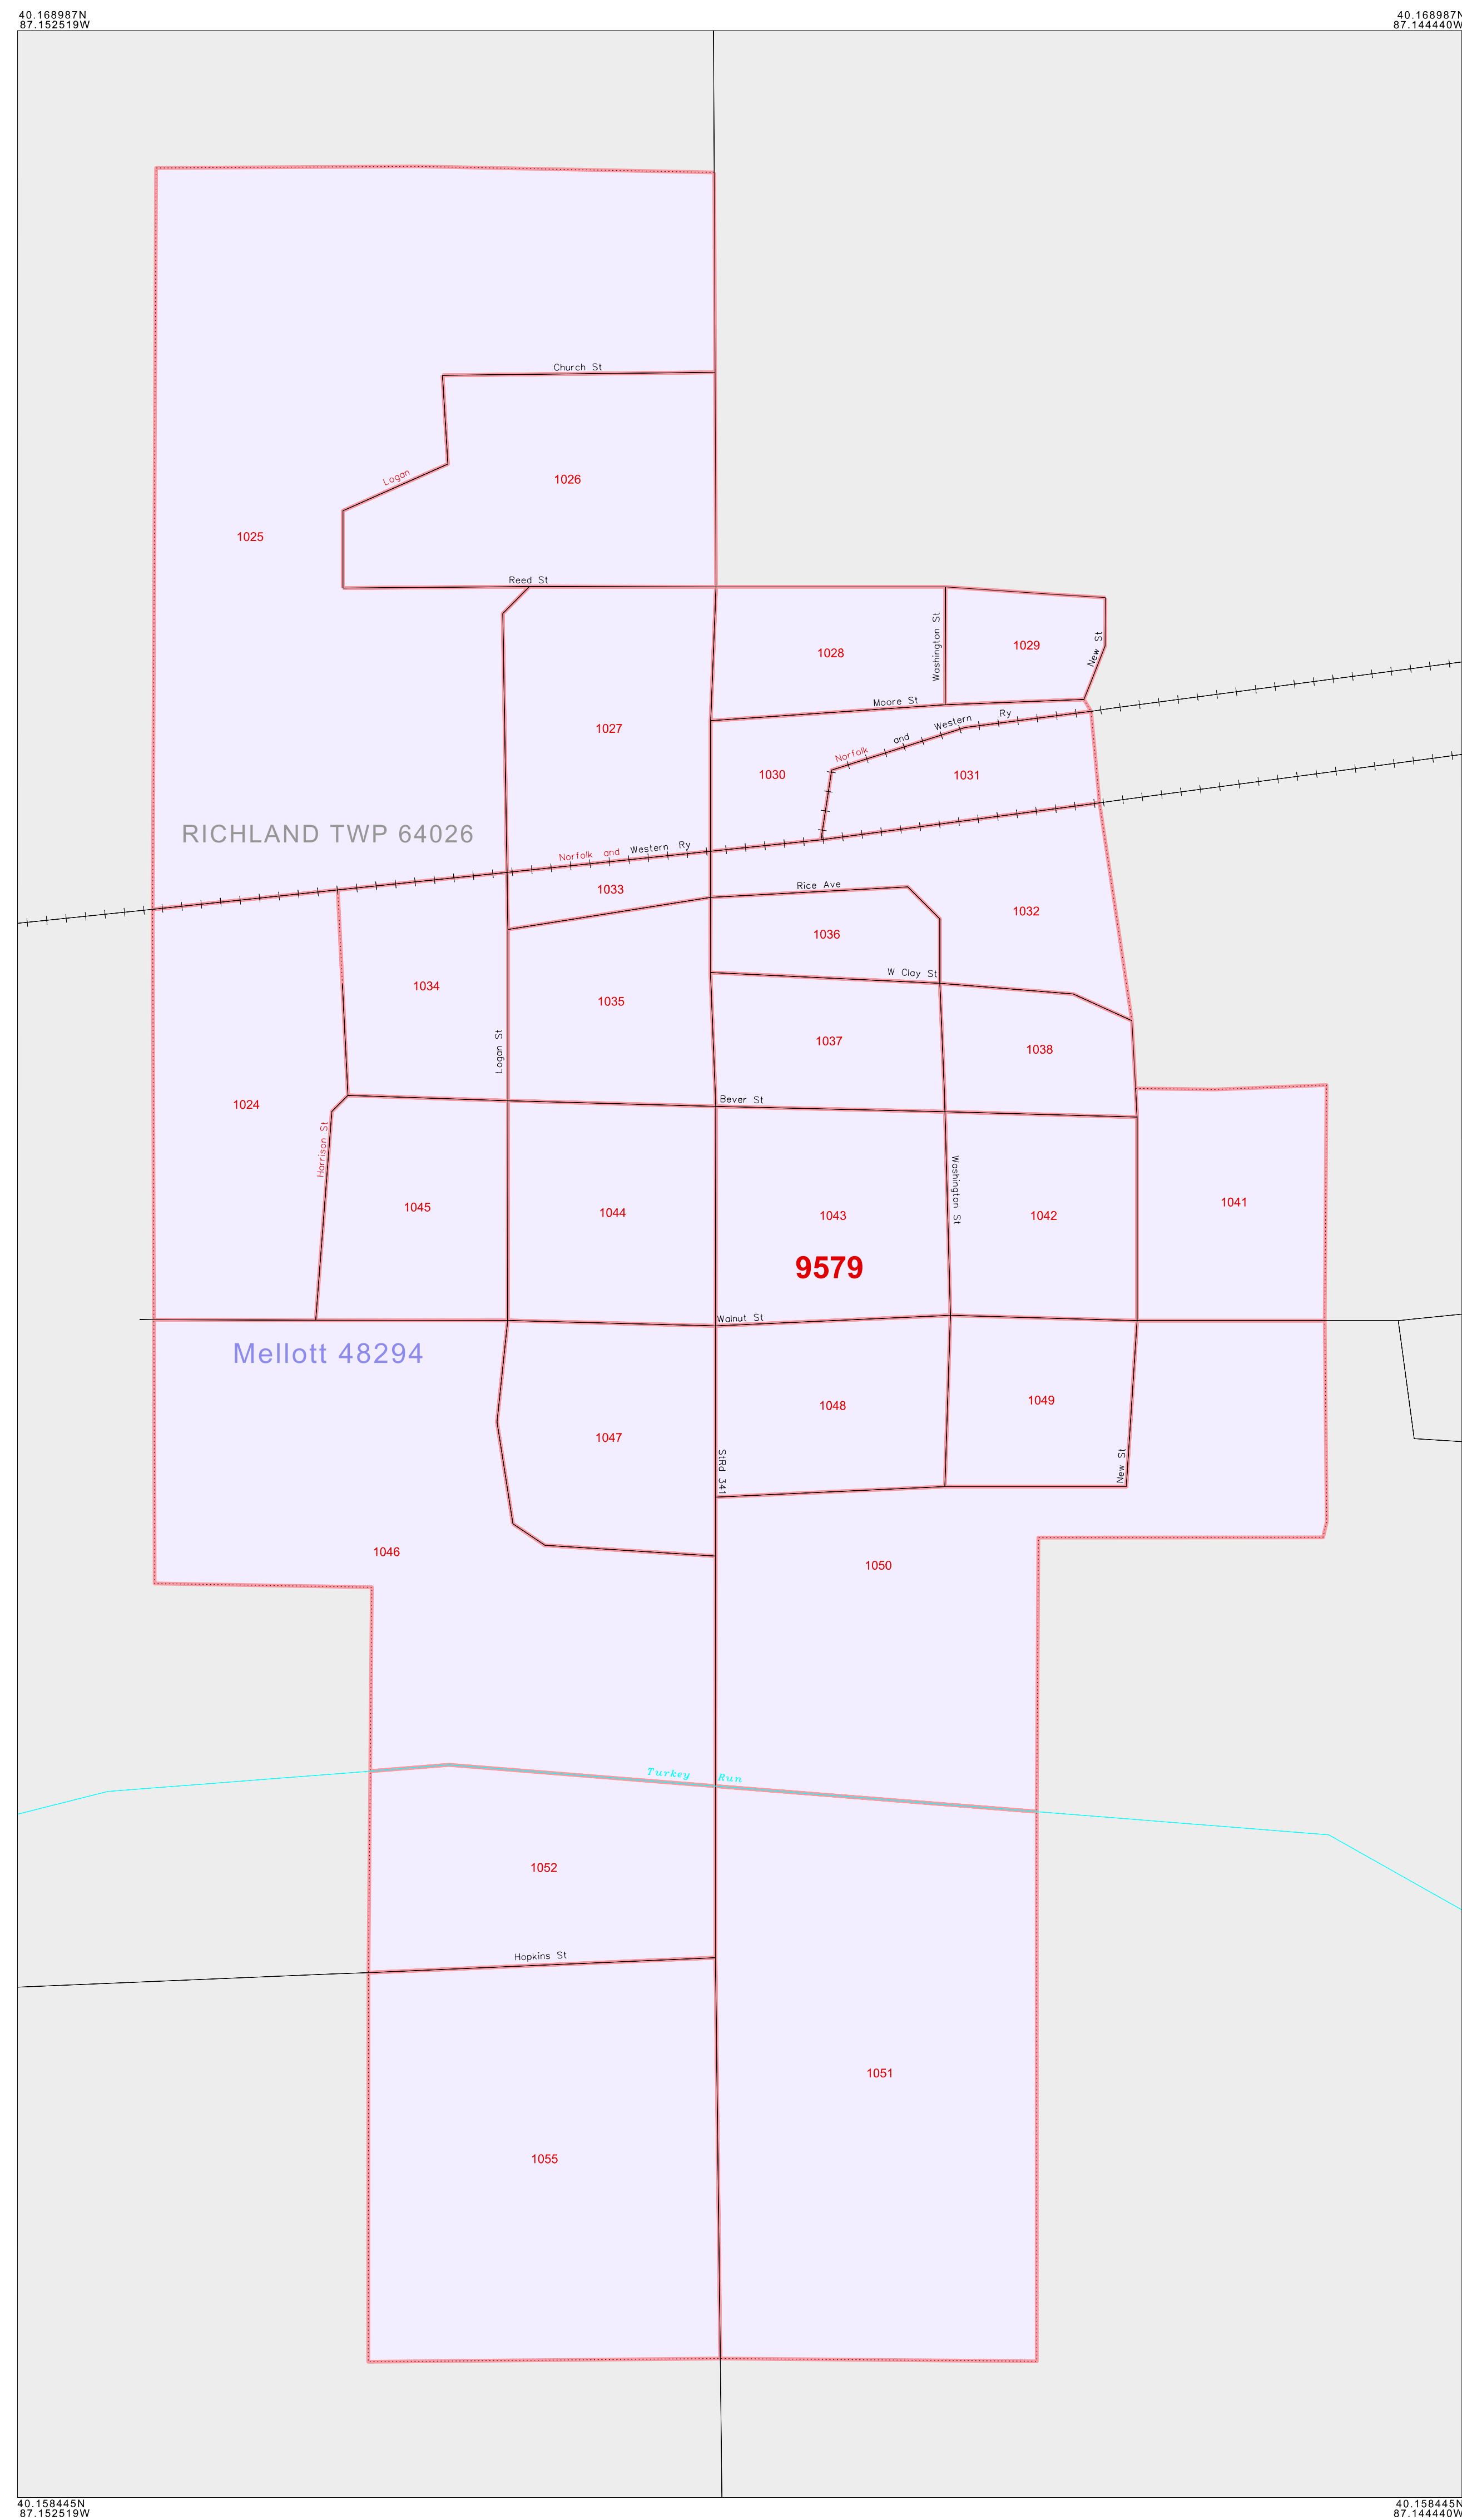 40.168987N
87.152519W
40.168987N
87.144440W
Church St
1026
Logan
1025
Reed St
Washington St
1029
New St
1028
Moore St
1027
Norfolk and Western Ry
1030
1031
RICHLAND TWP 64026
Norfolk and Western Ry
1033
Rice Ave
1032
1036
W Clay St
1034
1035
1037
Logan St
1038
Bever St
1024
Harrison St
Washington St
1041
1045
1044
1043
1042
9579
Walnut St
Mellott 48294
1049
1048
1047
StRd 341
New St
1046
1050
Turkey Run
1052
Hopkins St
1051
1055
40.158445N
87.152519W
40.158445N
87.144440W